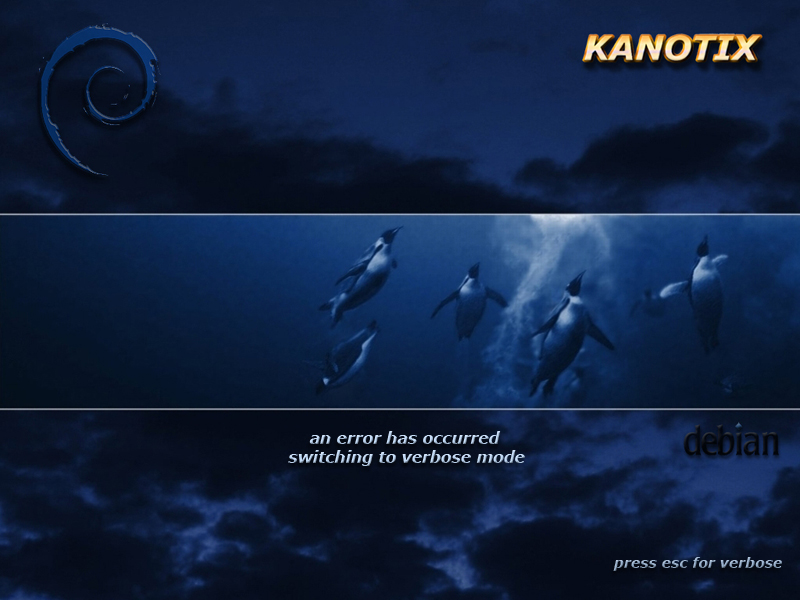 KANOTIX
an error has occurred
switching to verbose mode
debian
press esc for verbose